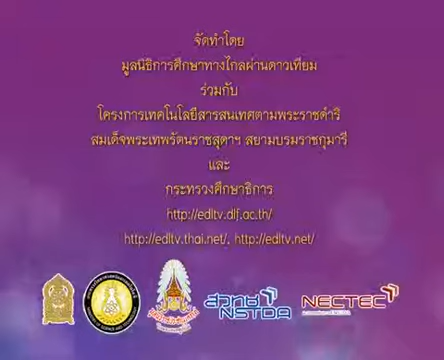 จัดทำโดย
มูลนิธิการศึกษาทางไกลผ่านดาวเทียม
ร่วมกับ
โครงการเทคโนโลยีสารสนเทศตามพระราชดำริ
สมเด็จพระเทพรัตนราชสุดาฯ สยามบรมราชกุมารี
และ
กระทรวงศึกษาธิการ
http://edltv.dlf.ac.th/
http://edltv.thai.net/, http://edltv.net/
สวทช
NSTDA
NECTEC